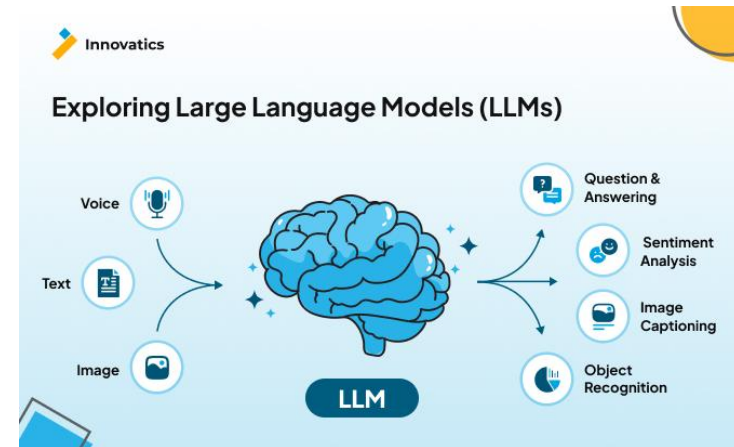 Innovatics
Exploring Large Language Models (LLMs)
Voice
Text
Image
LLM
Question &
Answering
Sentiment
Analysis
Image
Captioning
Object
Recognition